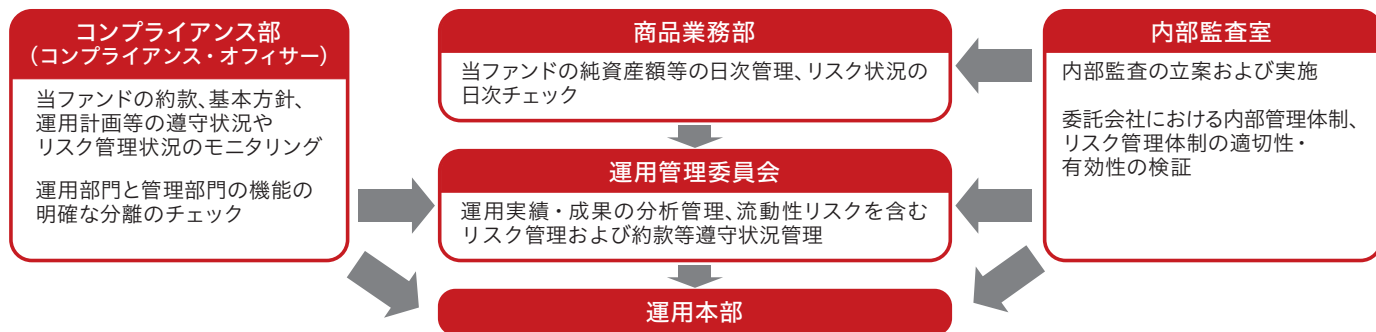 コンプライアンス部
（コンプライアンス・オフィサー）
当ファンドの約款、基本方針、
運用計画等の遵守状況や
リスク管理状況のモニタリング
運用部門と管理部門の機能の
明確な分離のチェック
商品業務部
当ファンドの純資産額等の日次管理、リスク状況の
日次チェック
運用管理委員会
運用実績・成果の分析管理、流動性リスクを含む
リスク管理および約款等遵守状況管理
運用本部
内部監査室
内部監査の立案および実施
委託会社における内部管理体制、
リスク管理体制の適切性・
有効性の検証